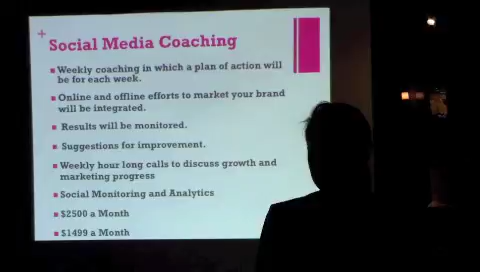 +
Social Media Coaching
Weekly coaching in which a plan of action will
be for each week.
Online and offline efforts to market your brand
will be integrated.
Results will be monitored.
Suggestions for improvement.
Weekly hour long calls to discuss growth and
marketing progress
Social Monitoring and Analytics
$2500 a Month
$1499 a Month